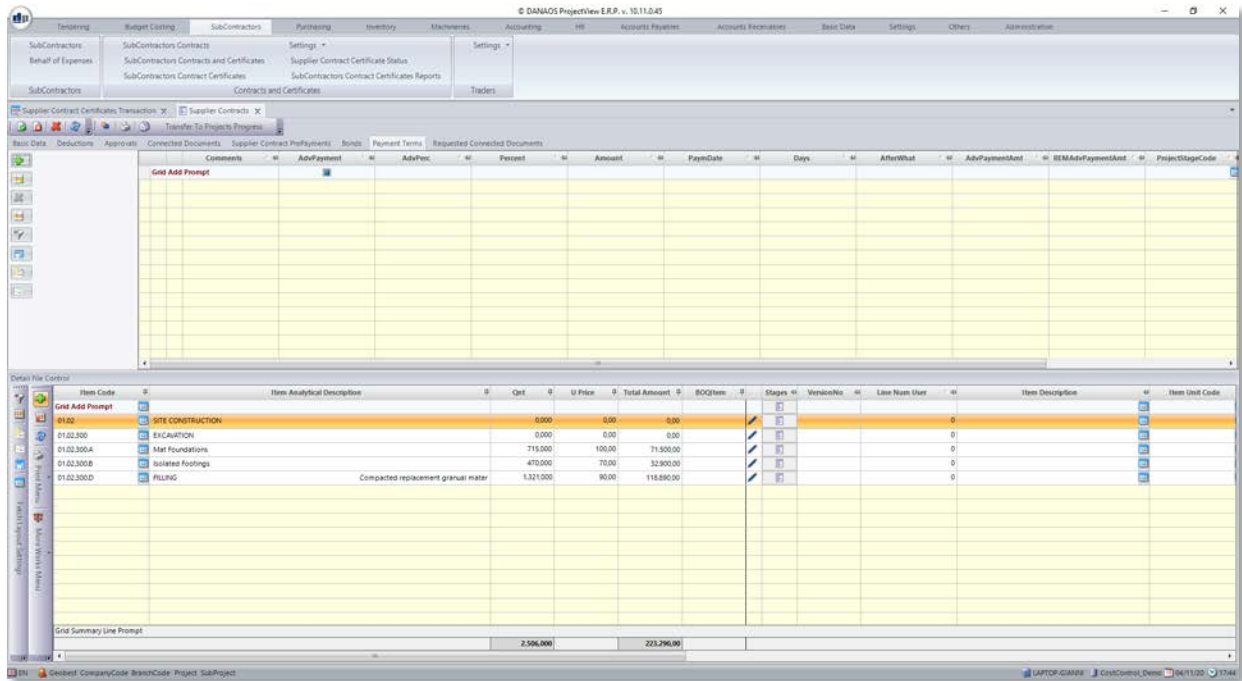 © DANAOS ProjectView E.R.P. v. 10.11.0.45
Tendering Budget Costing SubContractors Purchasing Inventory Machineries Accounting HR Accounts Payables Accounts Receivables Basic Data Settings Others Administration
SubContractors SubContractors Contracts Settings Settings
Behalf of Expenses SubContractors Contracts and Certificates Supplier Contract Certificate Status
SubContractors Contract Certificates SubContractors Contract Certificates Reports
SubContractors Contracts and Certificates Traders
Supplier Contract Certificates Transaction X Supplier Contracts X
Transfer To Projects Progress
Basic Data Deductions Approvals Connected Documents Supplier Contract PrePayments Bonds Payment Terms Requested Connected Documents
Comments AdvPayment AdvPerc Percent Amount PaymDate Days AfterWhat AdvPaymentAmt REMAdvPaymentAmt ProjectStageCode
Grid Add Prompt
Detail File Control
Item Code Item Analytical Description Qnt U Price Total Amount BOQItem Stages VersionNo Line Num User Item Description Item Unit Code
Grid Add Prompt
01.02 SITE CONSTRUCTION 0,000 0,00 0,00 0
01.02.300 EXCAVATION 0,000 0,00 0,00 0
01.02.300.A Mat Foundations 715,000 100,00 71.500,00 0
01.02.300.B Isolated Footings 470,000 70,00 32.900,00 0
01.02.300.D FILLING Compacted replacement granual mater 1.321,000 90,00 118.890,00 0
Print Menu
More Works Menu
Fetch Layout Settings
Grid Summary Line Prompt
2.506,000 223.290,00
EN Geobest CompanyCode BranchCode Project SubProject LAPTOP-GIANNI CostControl_Demo 04/11/20 17:44